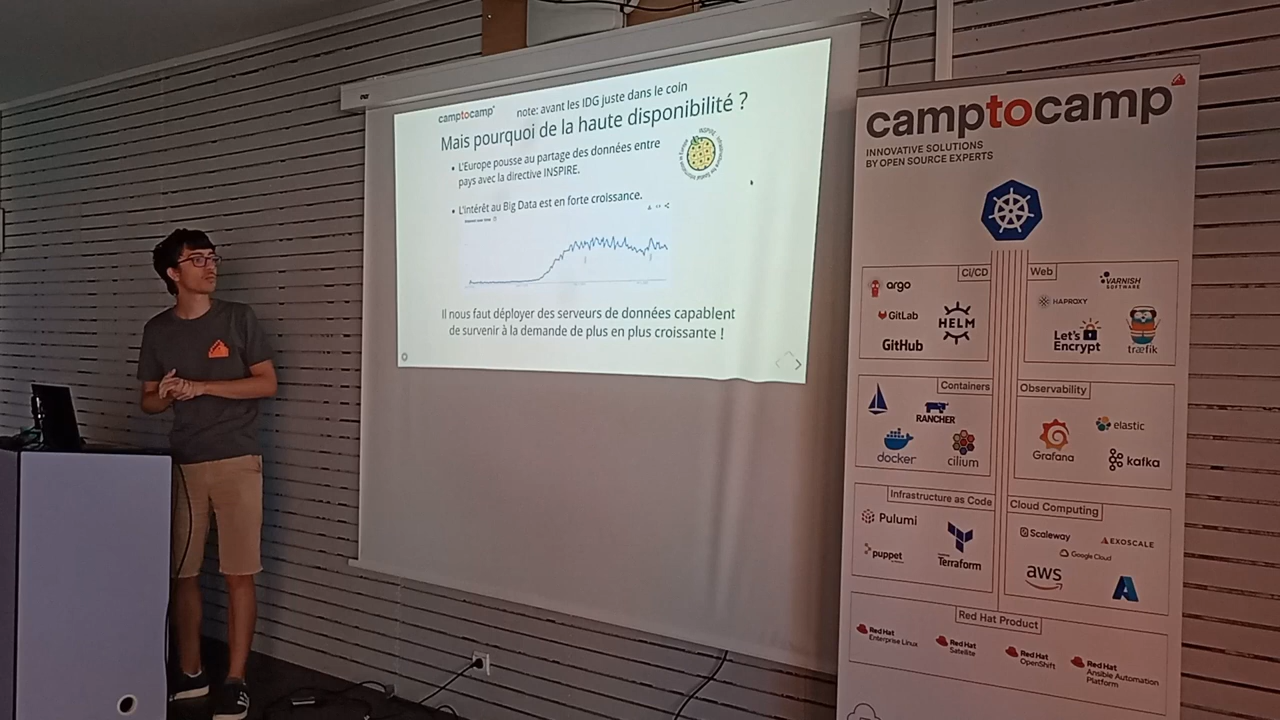 camptocamp
note: avant les IDG juste dans le coin
Mais pourquoi de la haute disponibilité ?
• L'Europe pousse au partage des données entre
pays avec la directive INSPIRE.
• L'intérêt au Big Data est en forte croissance.
Il nous faut déployer des serveurs de données capablent
de survenir à la demande de plus en plus croissante !
camptocamp
INNOVATIVE SOLUTIONS
BY OPEN SOURCE EXPERTS
CI/CD
argo
GitLab
HELM
GitHub
Web
VARNISH
SOFTWARE
HAPROXY
Let's
Encrypt
træfik
Containers
RANCHER
docker
cilium
Observability
Grafana
elastic
kafka
Infrastructure as Code
Pulumi
puppet
Terraform
Cloud Computing
Scaleway
EXOSCALE
Google Cloud
aws
Red Hat Product
Red Hat
Enterprise Linux
Red Hat
Satellite
Red Hat
OpenShift
Red Hat
Ansible Automation
Platform